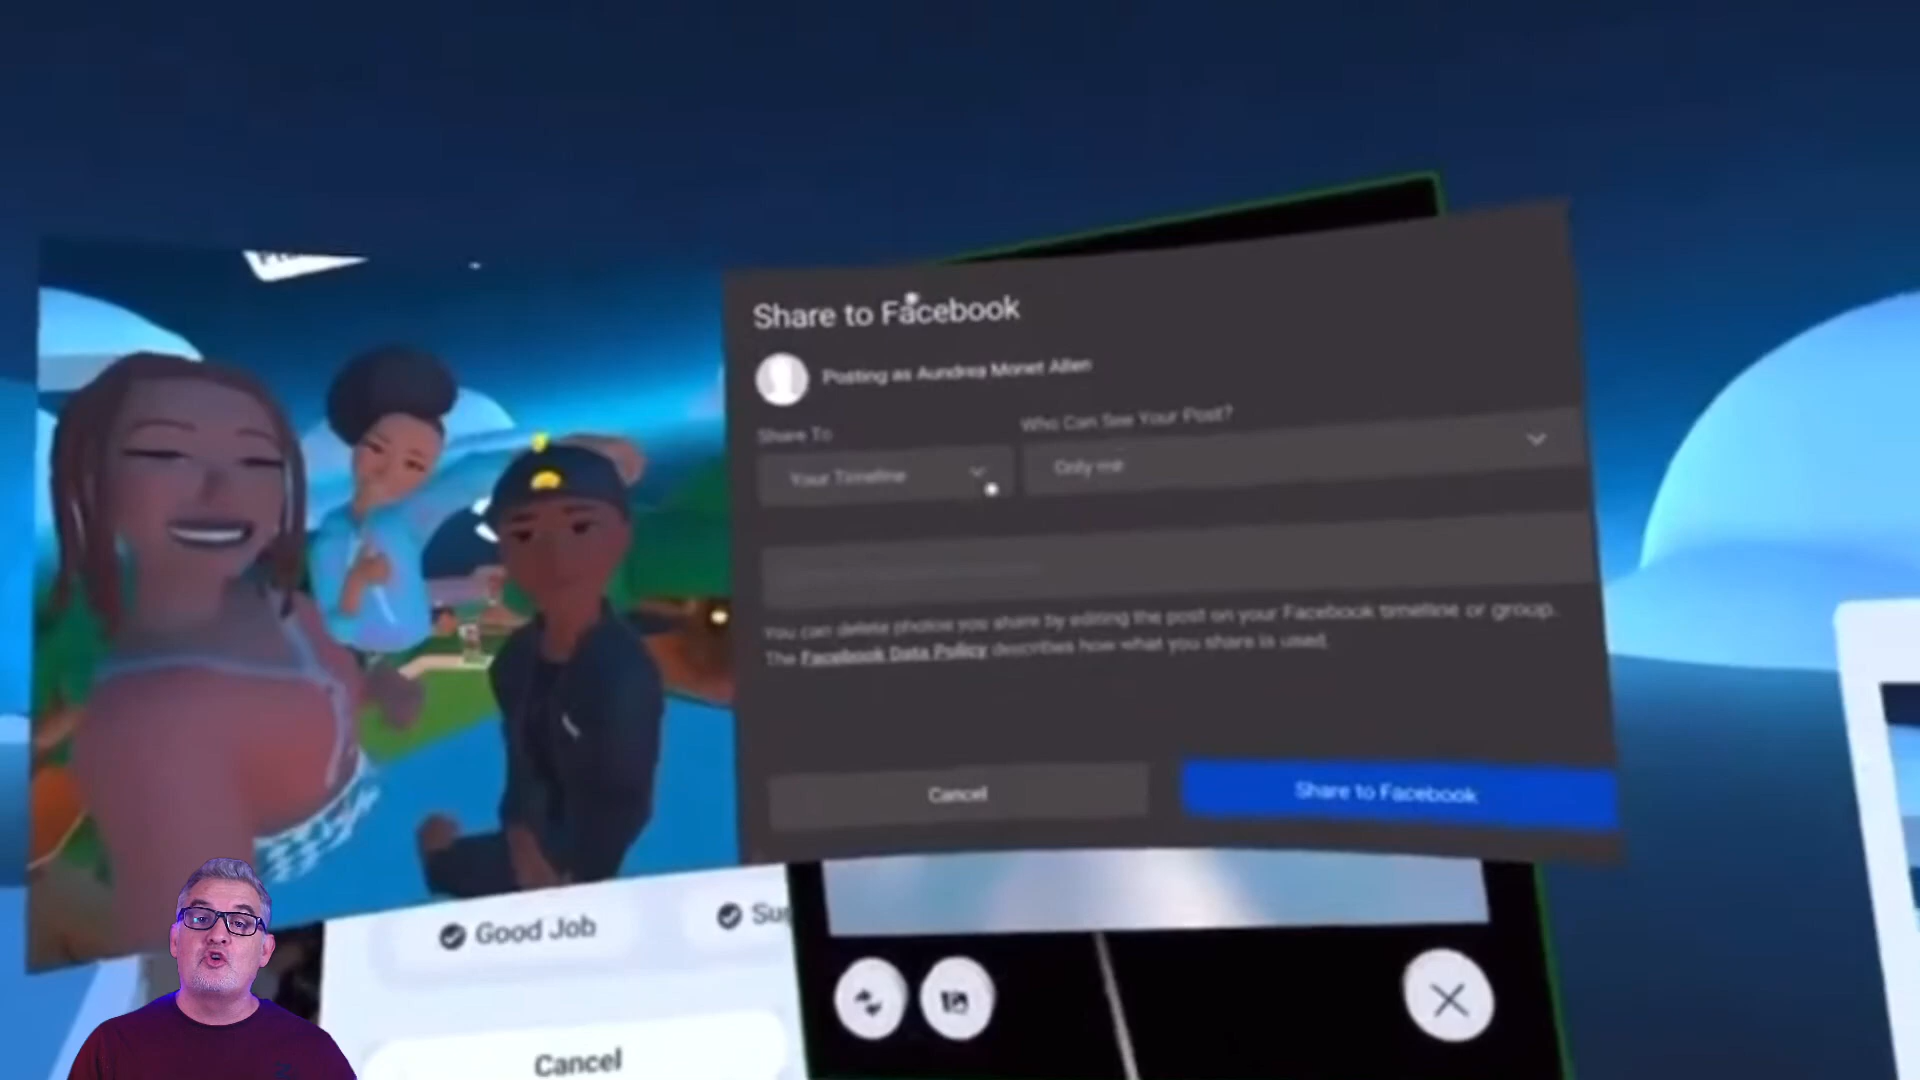 Share to Facebook
Posting as Aundrea Monet Allen
Share To
Who Can See Your Post?
Your Timeline
Only me
You can delete photos you share by editing the post on your Facebook timeline or group.
The Facebook Data Policy describes how what you share is used.
Cancel
Share to Facebook
Good Job
Cancel